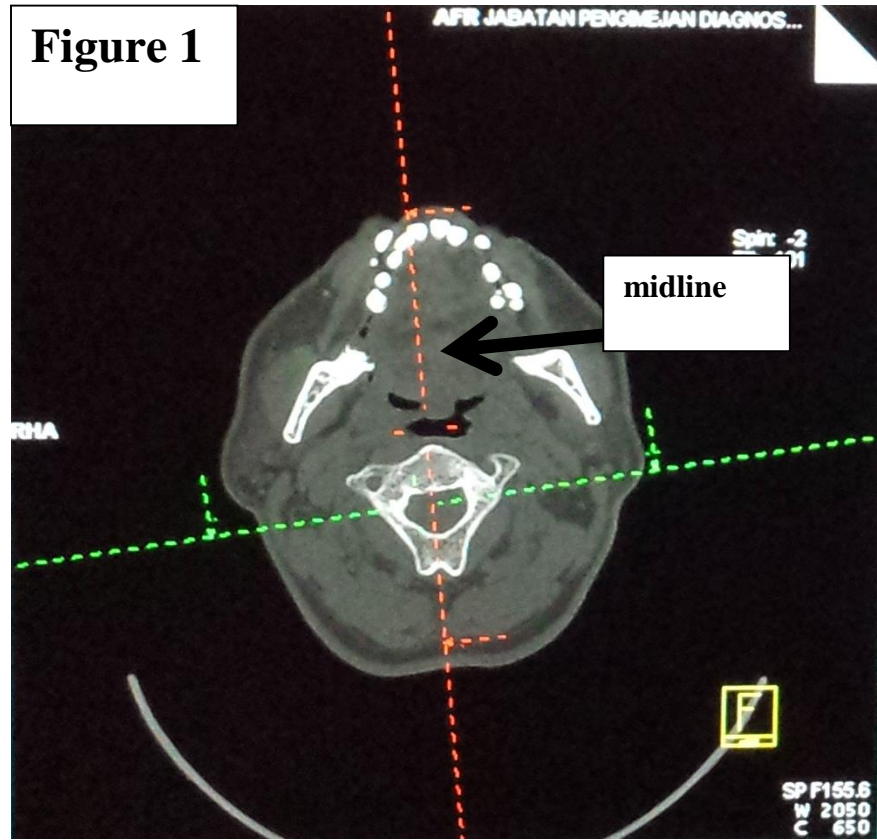 Figure 1
AFR JABATAN PENGIMEJAN DIAGNOS...
Spin: -2
midline
RHA
F
SP F155.6
W 2050
C 650